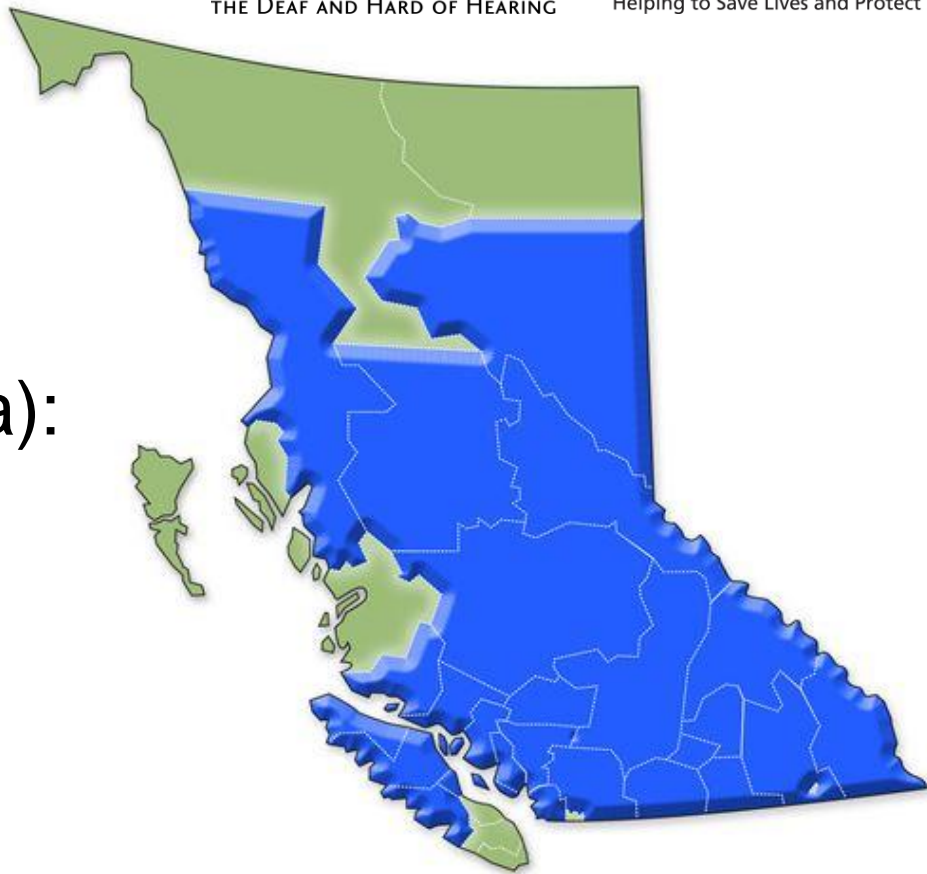 THE DEAF AND HARD OF HEARING
Helping to Save Lives and Protect
a):